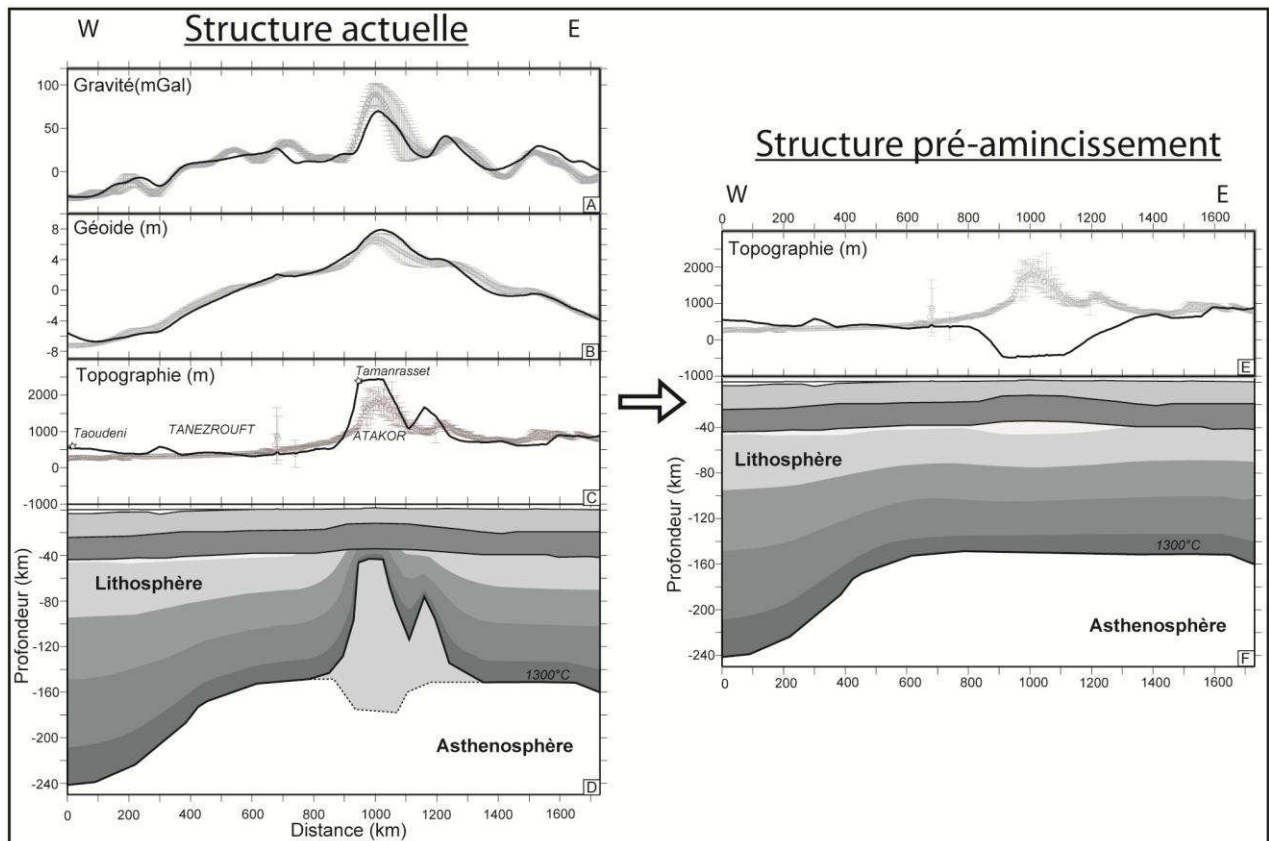 W Structure actuelle E
Gravité(mGal)
100
50
0
A
Géoide (m)
8
4
0
-4
-8
B
Topographie (m)
2000
1000
0
-1000
Tamanrasset
Taoudeni
TANEZROUFT
ATAKOR
C
Profondeur (km)
-40
-80
-120
-160
-200
-240
Lithosphère
1300°C
Asthenosphère
D
0 200 400 600 800 1000 1200 1400 1600
Distance (km)
Structure pré-amincissement
W E
0 200 400 600 800 1000 1200 1400 1600
Topographie (m)
2000
1000
0
-1000
E
Profondeur (km)
-40
-80
-120
-160
-200
-240
Lithosphère
1300°C
Asthenosphère
F
0 200 400 600 800 1000 1200 1400 1600